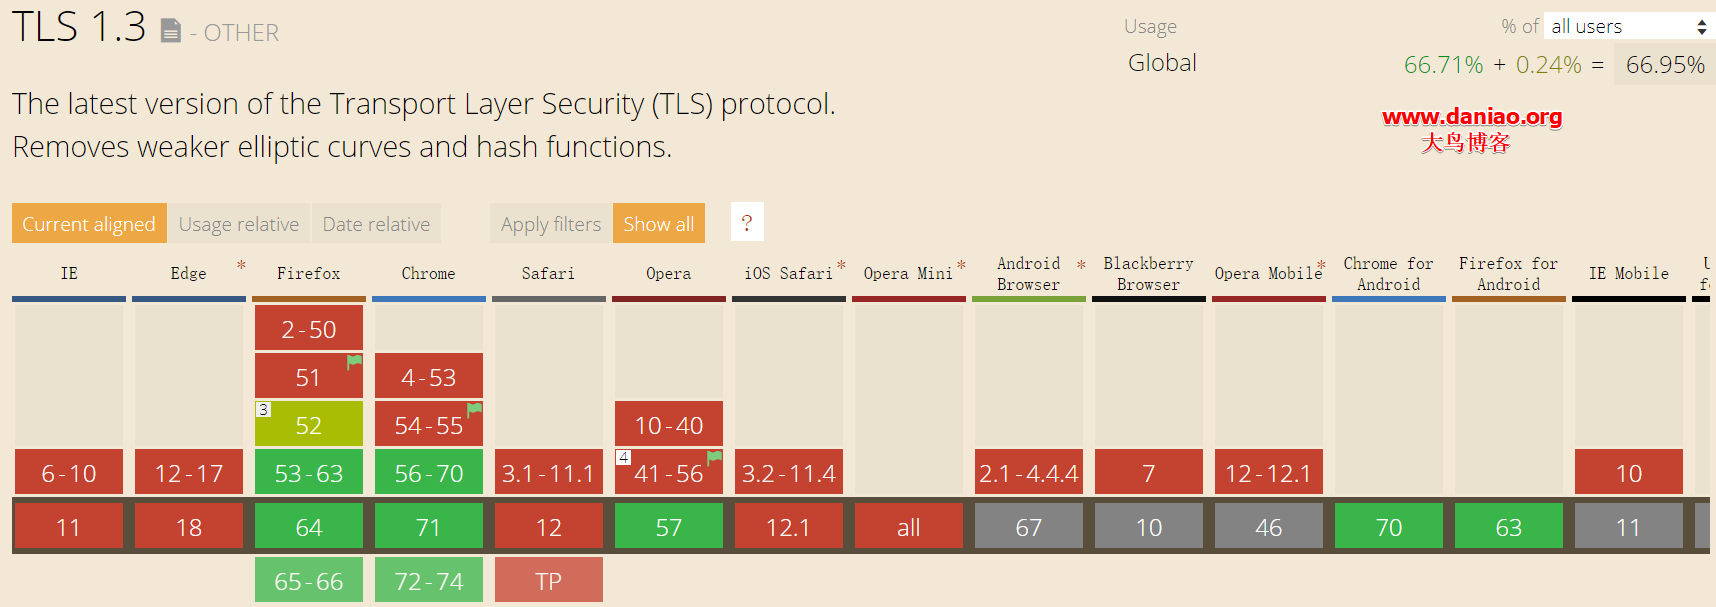 TLS 1.3 - OTHER
Usage % of all users
Global 66.71% + 0.24% = 66.95%
The latest version of the Transport Layer Security (TLS) protocol.
Removes weaker elliptic curves and hash functions.
www.daniao.org
大鸟博客
Current aligned Usage relative Date relative Apply filters Show all ?
IE Edge * Firefox Chrome Safari Opera iOS Safari * Opera Mini * Android Browser * Blackberry Browser Opera Mobile * Chrome for Android Firefox for Android IE Mobile
2-50
51 4-53
3 52 54-55 10-40
6-10 12-17 53-63 56-70 3.1-11.1 4 41-56 3.2-11.4 2.1-4.4.4 7 12-12.1 10
11 18 64 71 12 57 12.1 all 67 10 46 70 63 11
65-66 72-74 TP